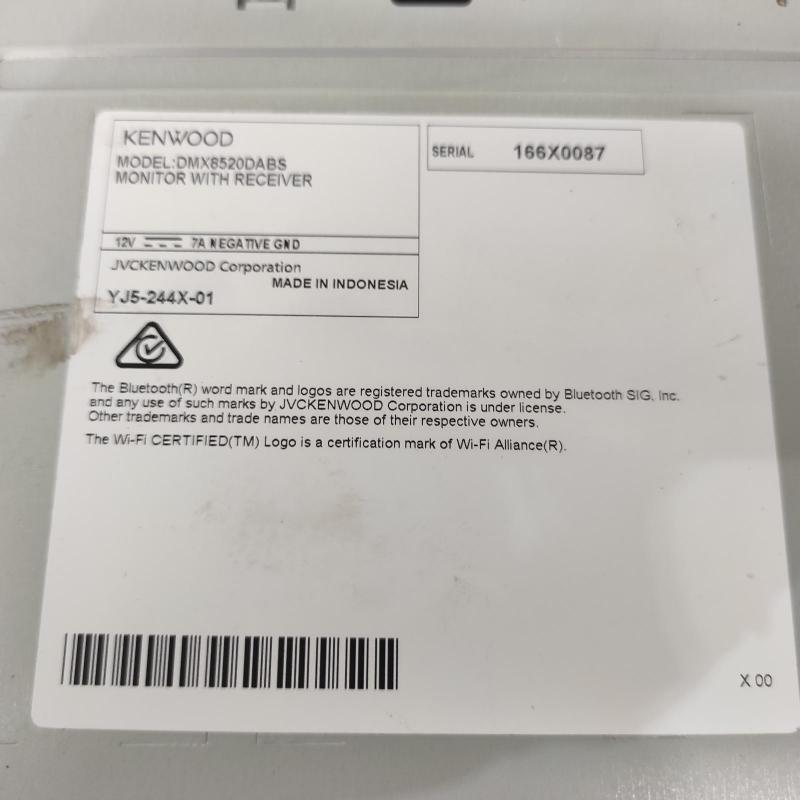 KENWOOD
MODEL:DMX8520DABS
MONITOR WITH RECEIVER
SERIAL 166X0087
12V 7A NEGATIVE GND
JVCKENWOOD Corporation
MADE IN INDONESIA
YJ5-244X-01
The Bluetooth(R) word mark and logos are registered trademarks owned by Bluetooth SIG, Inc.
and any use of such marks by JVCKENWOOD Corporation is under license.
Other trademarks and trade names are those of their respective owners.
The Wi-Fi CERTIFIED(TM) Logo is a certification mark of Wi-Fi Alliance(R).
X 00